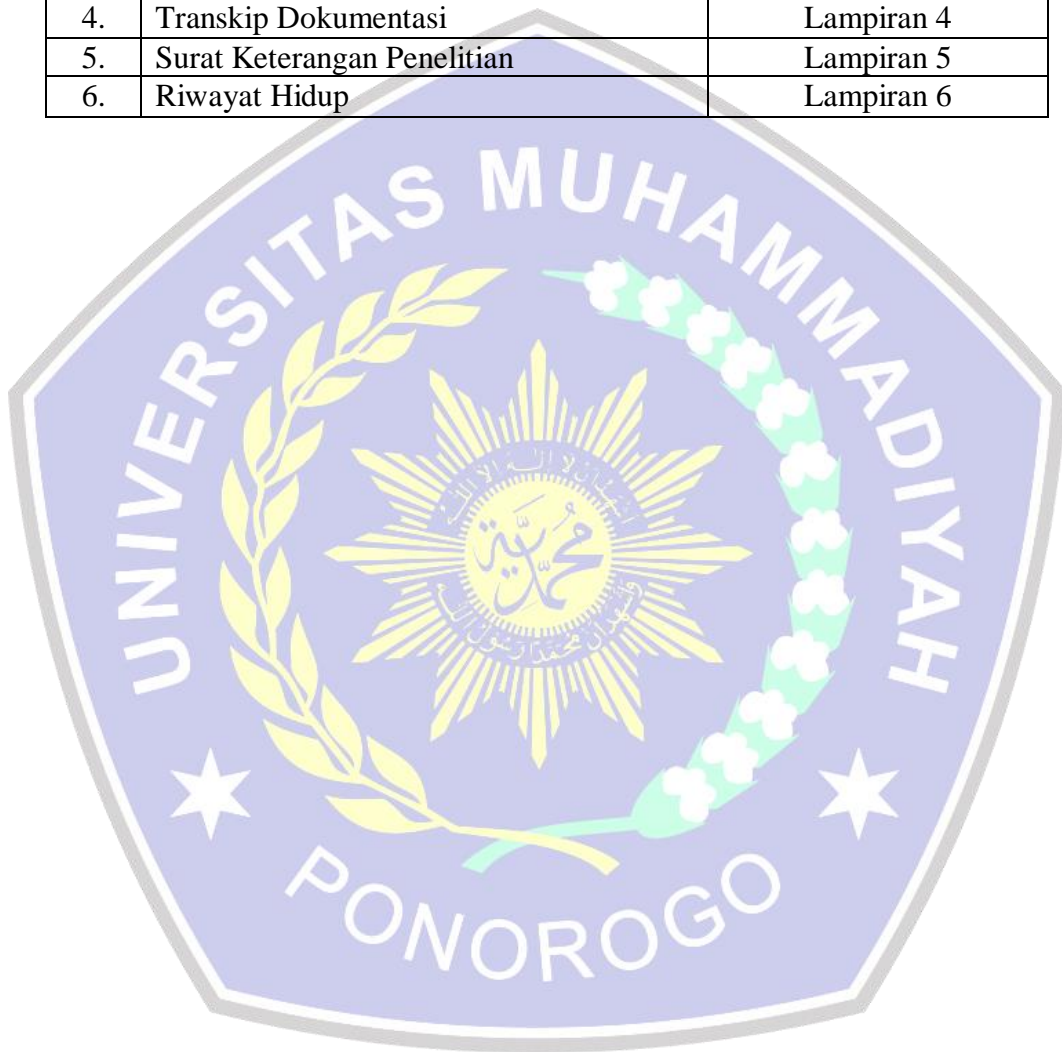 4. Transkip Dokumentasi Lampiran 4
5. Surat Keterangan Penelitian Lampiran 5
6. Riwayat Hidup Lampiran 6
UNIVERSITAS MUHAMMADIYAH
محمدية
PONOROGO